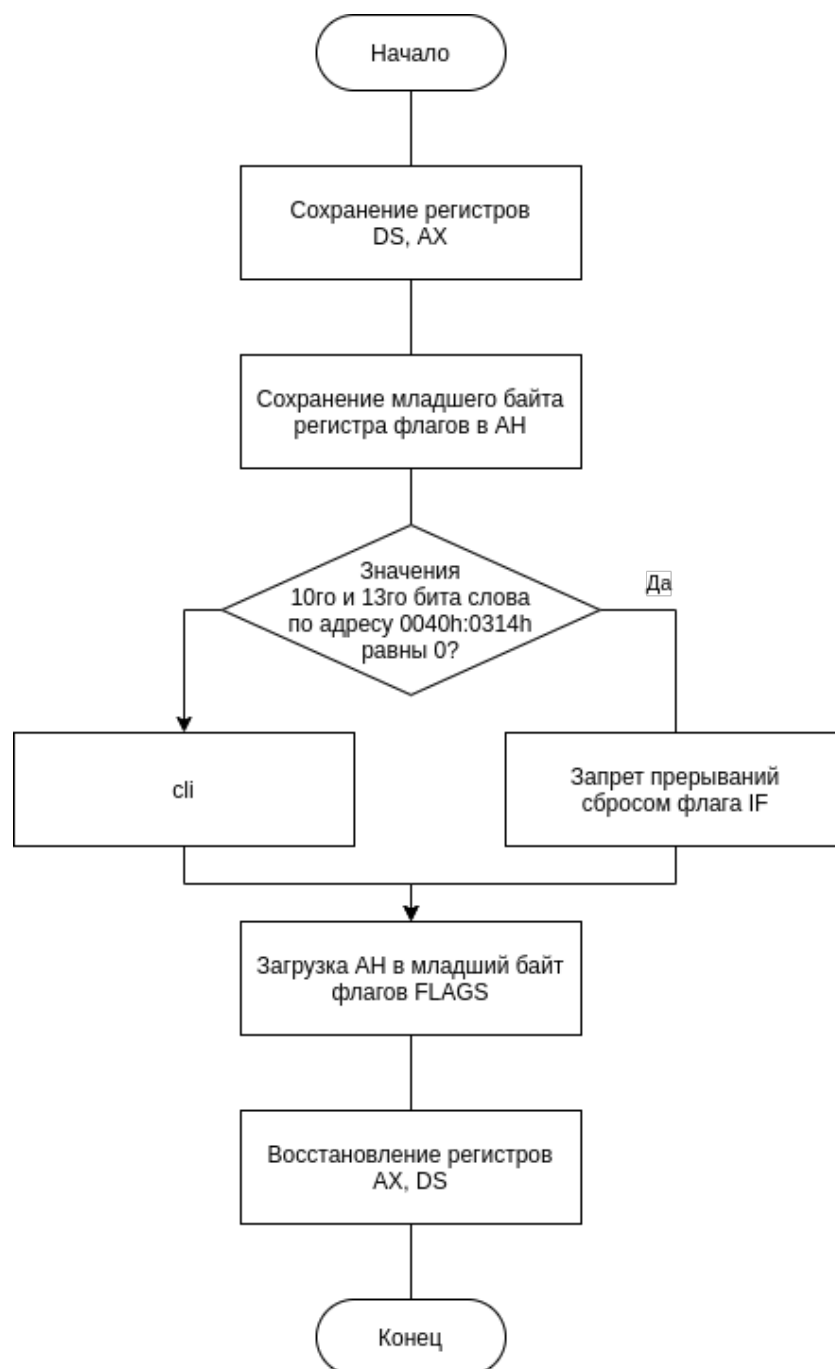 Начало
Сохранение регистров
DS, AX
Сохранение младшего байта
регистра флагов в AH
Значения
10го и 13го бита слова
по адресу 0040h:0314h
равны 0?
Да
cli
Запрет прерываний
сбросом флага IF
Загрузка AH в младший байт
флагов FLAGS
Восстановление регистров
AX, DS
Конец